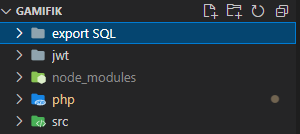 GAMIFIK
export SQL
jwt
node_modules
php
src